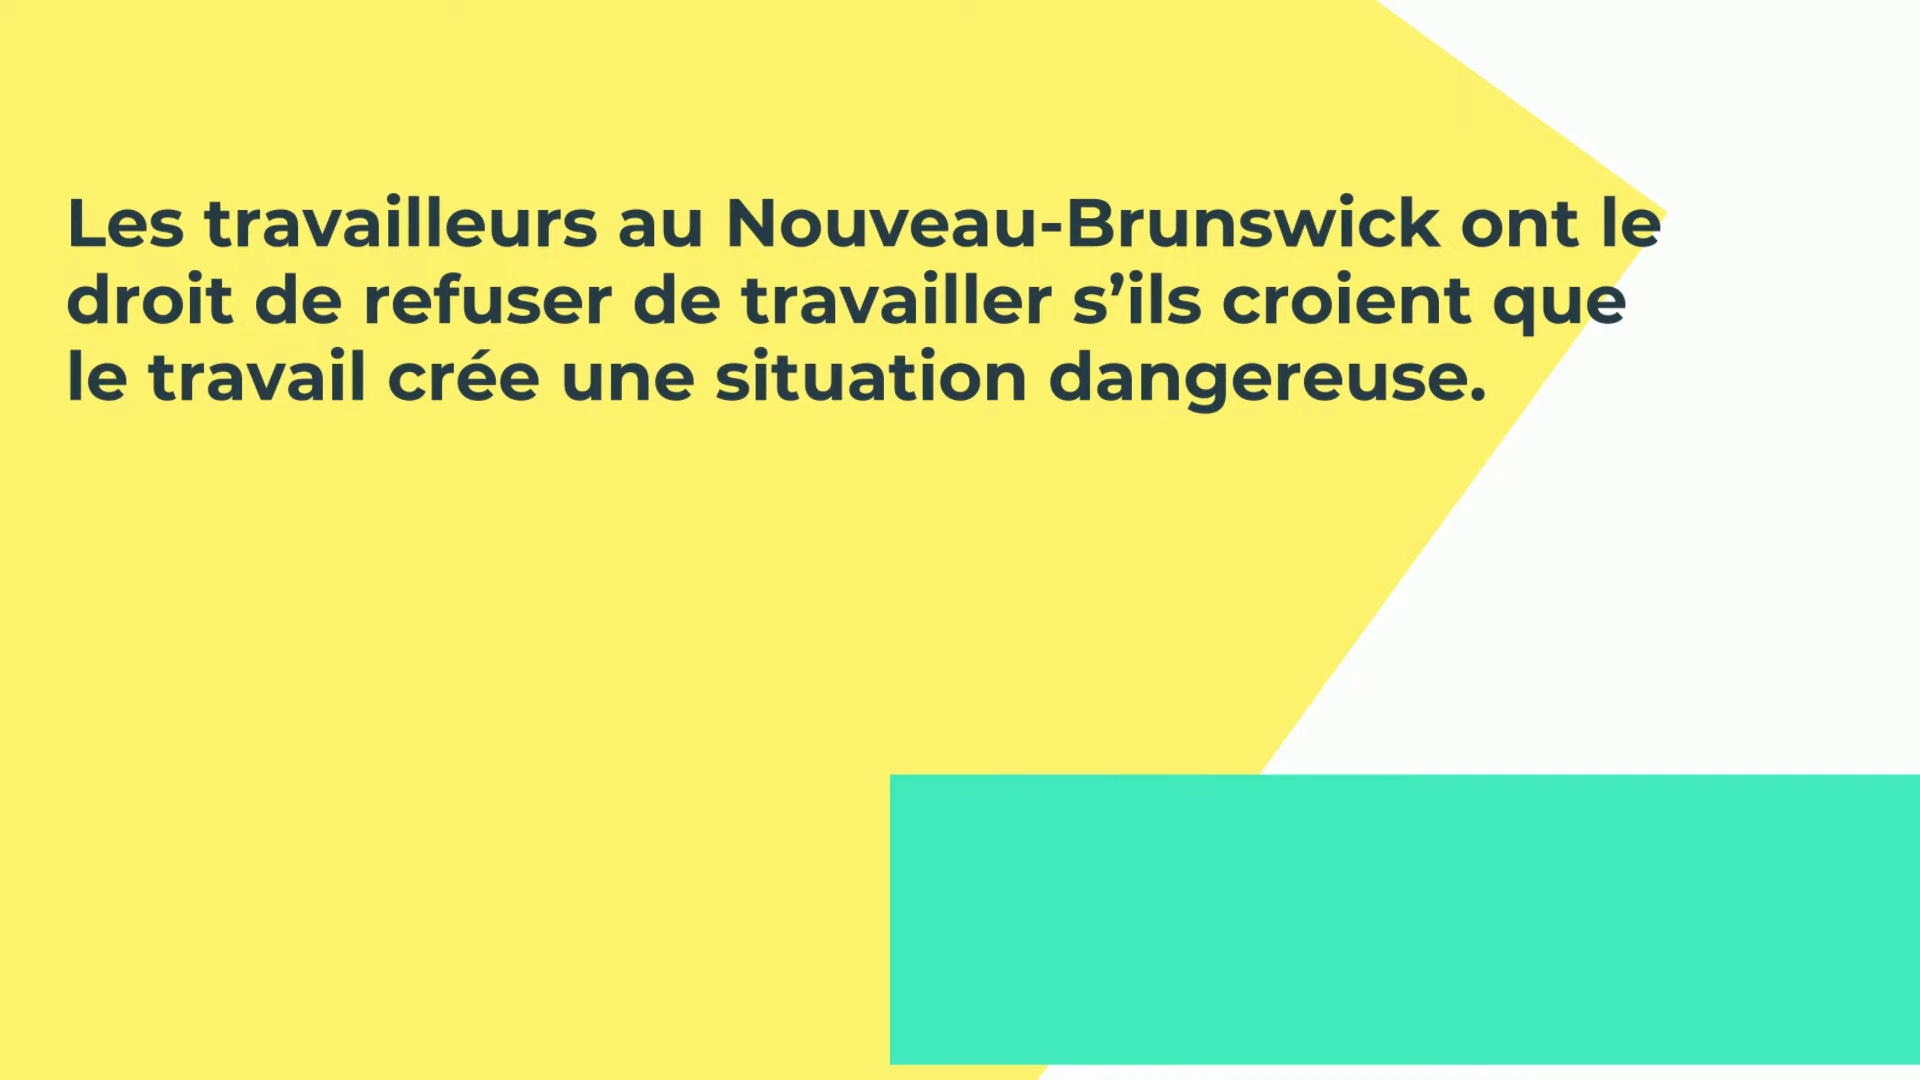 Les travailleurs au Nouveau-Brunswick ont le
droit de refuser de travailler s’ils croient que
le travail crée une situation dangereuse.